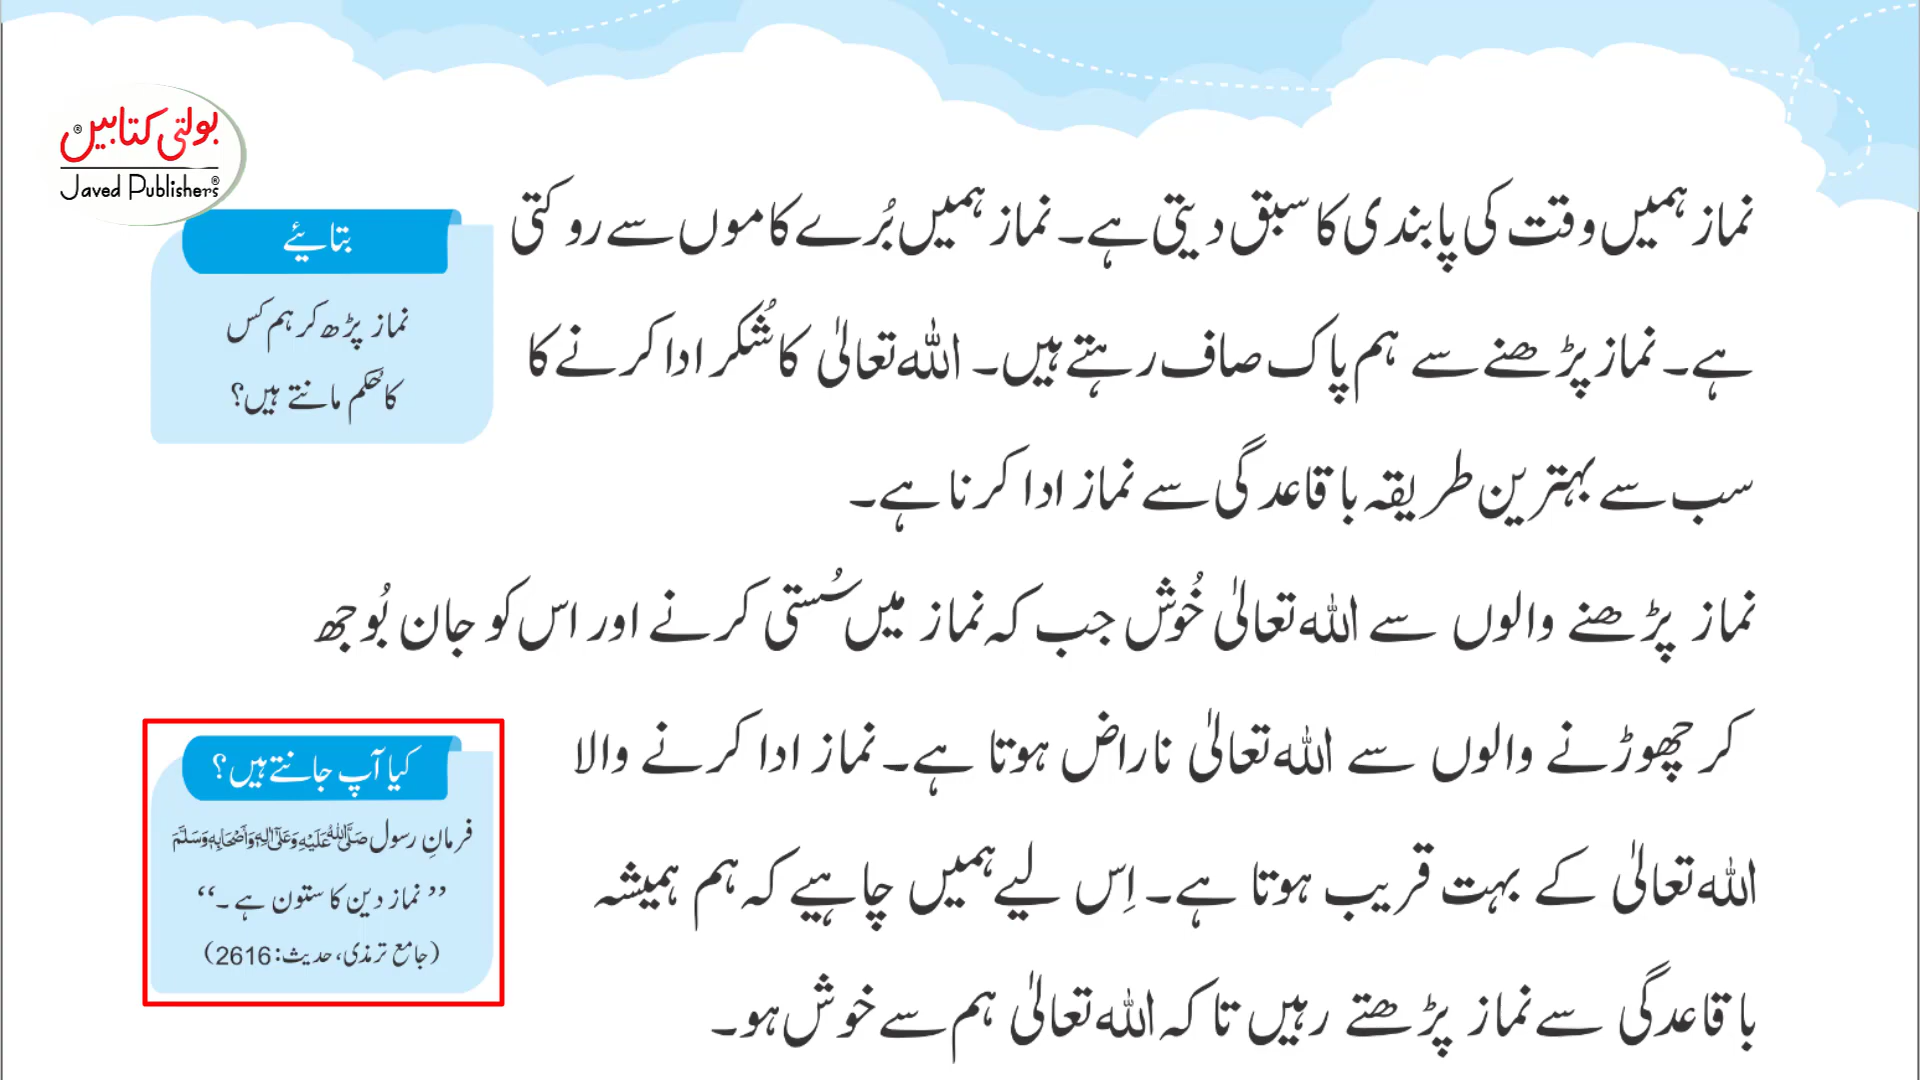 بولتی کتابیں®
Javed Publishers®
نماز ہمیں وقت کی پابندی کا سبق دیتی ہے۔ نماز ہمیں بُرے کاموں سے روکتی
ہے۔ نماز پڑھنے سے ہم پاک صاف رہتے ہیں۔ اللہ تعالیٰ کا شُکر ادا کرنے کا
سب سے بہترین طریقہ باقاعدگی سے نماز ادا کرنا ہے۔
بتایئے
نماز پڑھ کر ہم کس
کا حُکم مانتے ہیں؟
نماز پڑھنے والوں سے اللہ تعالیٰ خُوش جب کہ نماز میں سُستی کرنے اور اس کو جان بُوجھ
کر چھوڑنے والوں سے اللہ تعالیٰ ناراض ہوتا ہے۔ نماز ادا کرنے والا
اللہ تعالیٰ کے بہت قریب ہوتا ہے۔ اِس لیے ہمیں چاہیے کہ ہم ہمیشہ
باقاعدگی سے نماز پڑھتے رہیں تا کہ اللہ تعالیٰ ہم سے خوش ہو۔
کیا آپ جانتے ہیں؟
فرمانِ رسول صَلَّی اللہُ عَلَیْہِ وَعَلٰٓی اٰلِہٖ وَاَصْحَابِہٖ وَسَلَّمَ
”نماز دین کا ستون ہے۔“
(جامع ترمذی، حدیث: 2616)